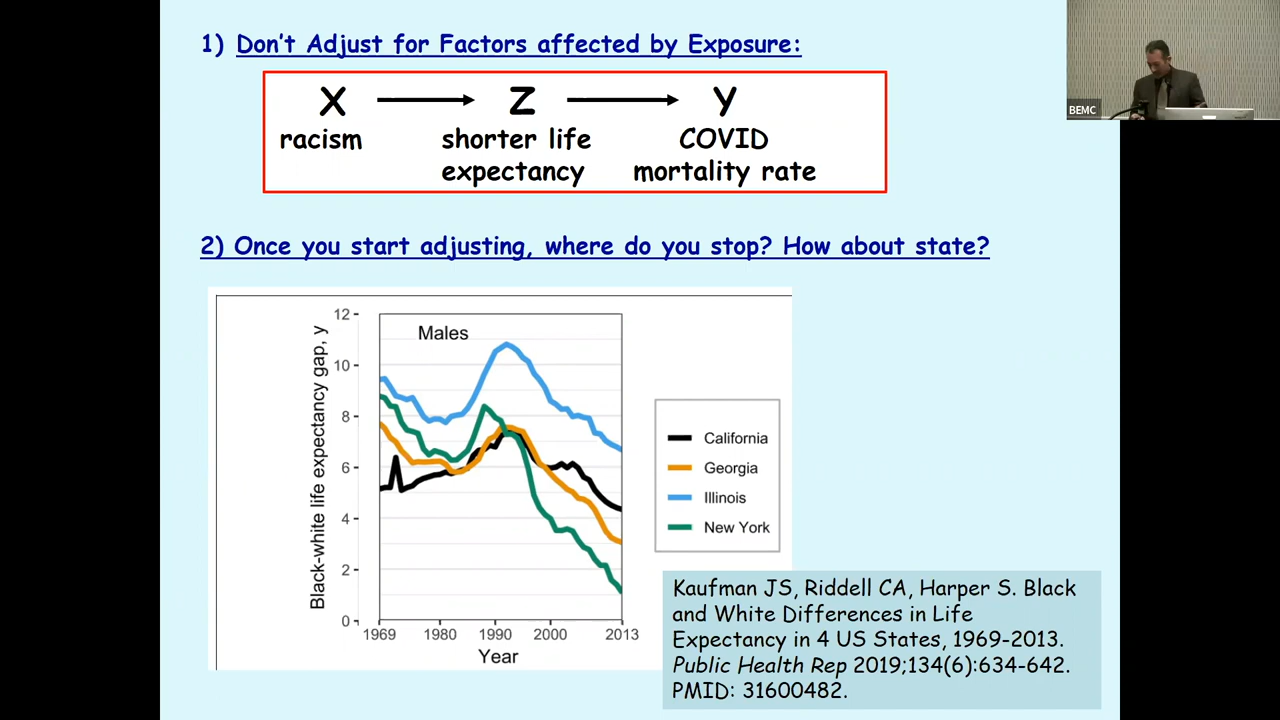 1) Don't Adjust for Factors affected by Exposure:
X Z Y
racism shorter life COVID
expectancy mortality rate
BEMC
2) Once you start adjusting, where do you stop? How about state?
Males
Black-white life expectancy gap, y
12
10
8
6
4
2
0
1969 1980 1990 2000 2013
Year
California
Georgia
Illinois
New York
Kaufman JS, Riddell CA, Harper S. Black
and White Differences in Life
Expectancy in 4 US States, 1969-2013.
Public Health Rep 2019;134(6):634-642.
PMID: 31600482.